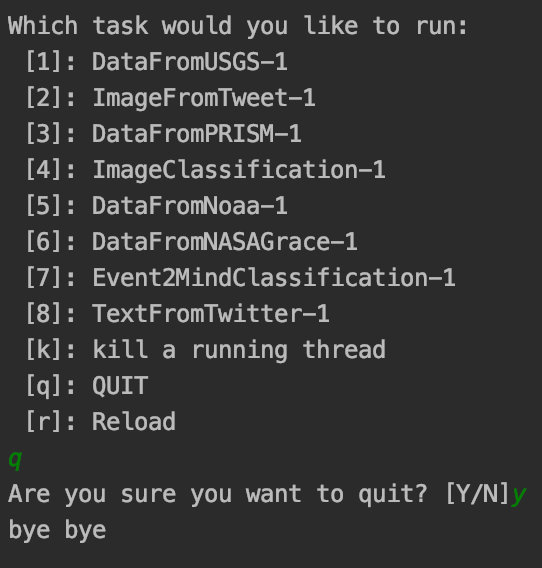 Which task would you like to run:
[1]: DataFromUSGS-1
[2]: ImageFromTweet-1
[3]: DataFromPRISM-1
[4]: ImageClassification-1
[5]: DataFromNoaa-1
[6]: DataFromNASAGrace-1
[7]: Event2MindClassification-1
[8]: TextFromTwitter-1
[k]: kill a running thread
[q]: QUIT
[r]: Reload
q
Are you sure you want to quit? [Y/N]y
bye bye